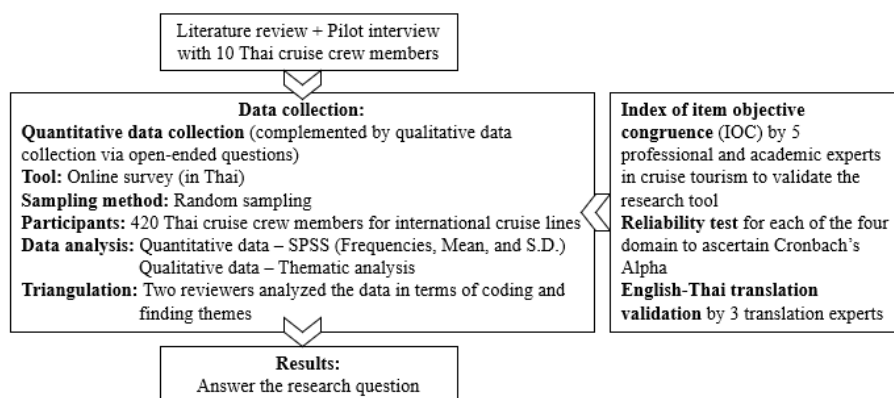 Literature review + Pilot interview
with 10 Thai cruise crew members
Data collection:
Quantitative data collection (complemented by qualitative data
collection via open-ended questions)
Tool: Online survey (in Thai)
Sampling method: Random sampling
Participants: 420 Thai cruise crew members for international cruise lines
Data analysis: Quantitative data – SPSS (Frequencies, Mean, and S.D.)
Qualitative data – Thematic analysis
Triangulation: Two reviewers analyzed the data in terms of coding and
finding themes
Index of item objective
congruence (IOC) by 5
professional and academic experts
in cruise tourism to validate the
research tool
Reliability test for each of the four
domain to ascertain Cronbach’s
Alpha
English-Thai translation
validation by 3 translation experts
Results:
Answer the research question